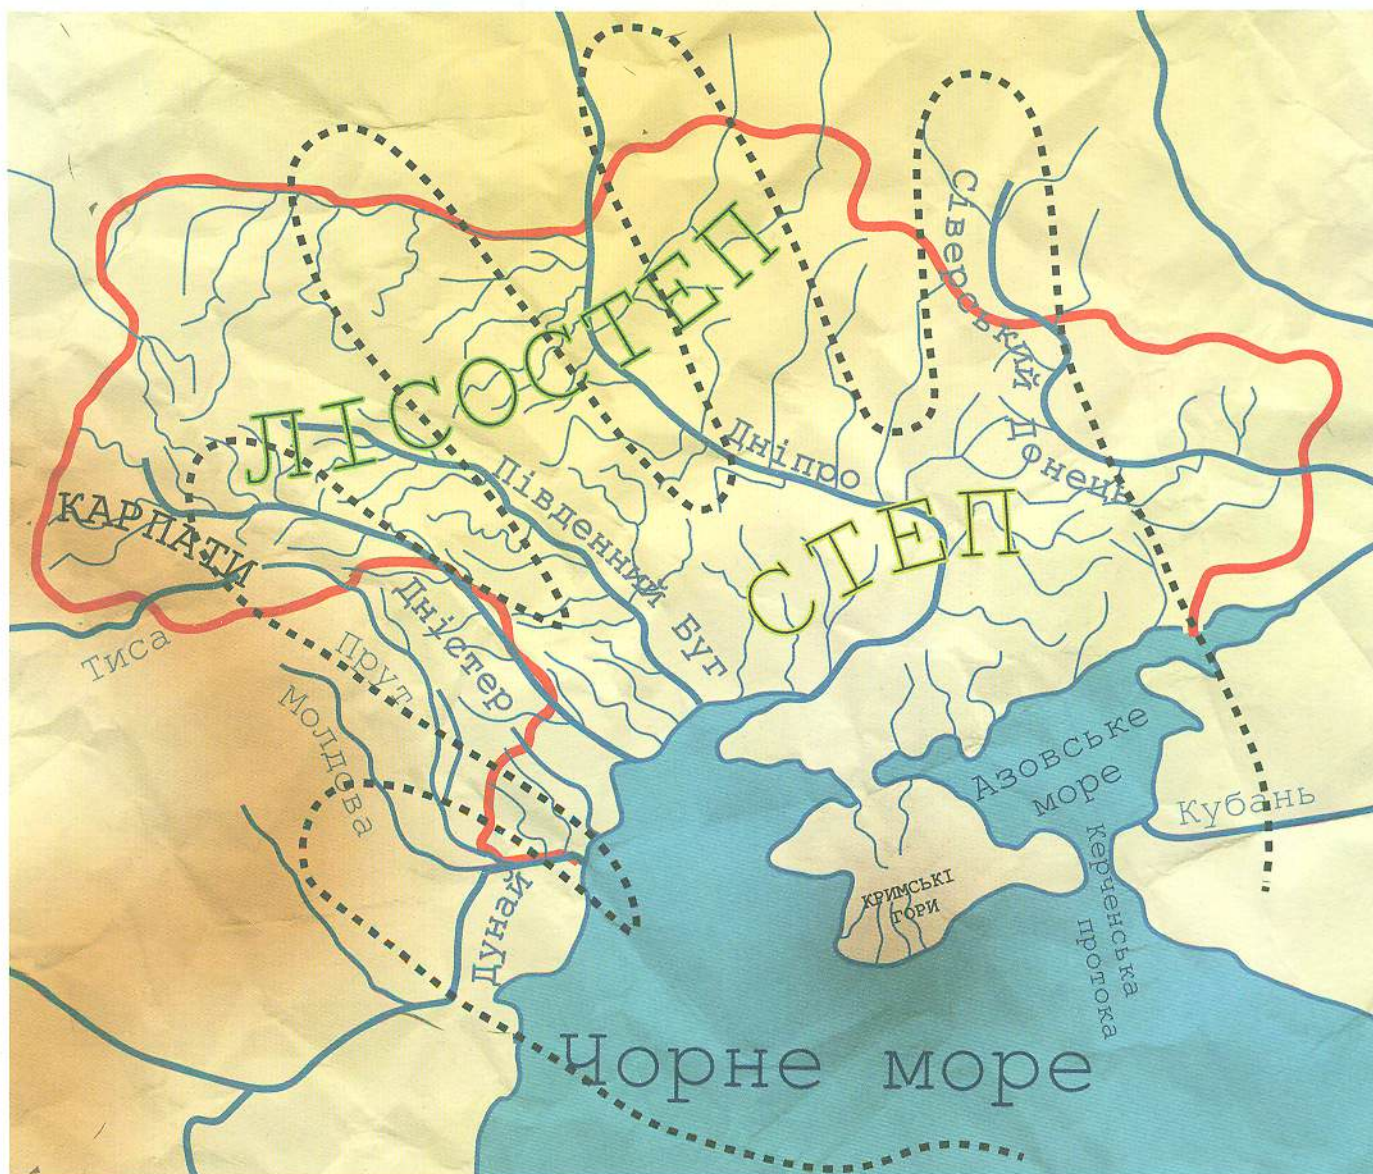 Сіверський Донець
ЛІСОСТЕП
Дніпро
Південний Буг
КАРПАТИ
СТЕП
Дністер
Тиса
Прут
Молдова
Азовське
море
Кубань
Керченська
протока
КРИМСЬКІ
ГОРИ
Дунай
Чорне море